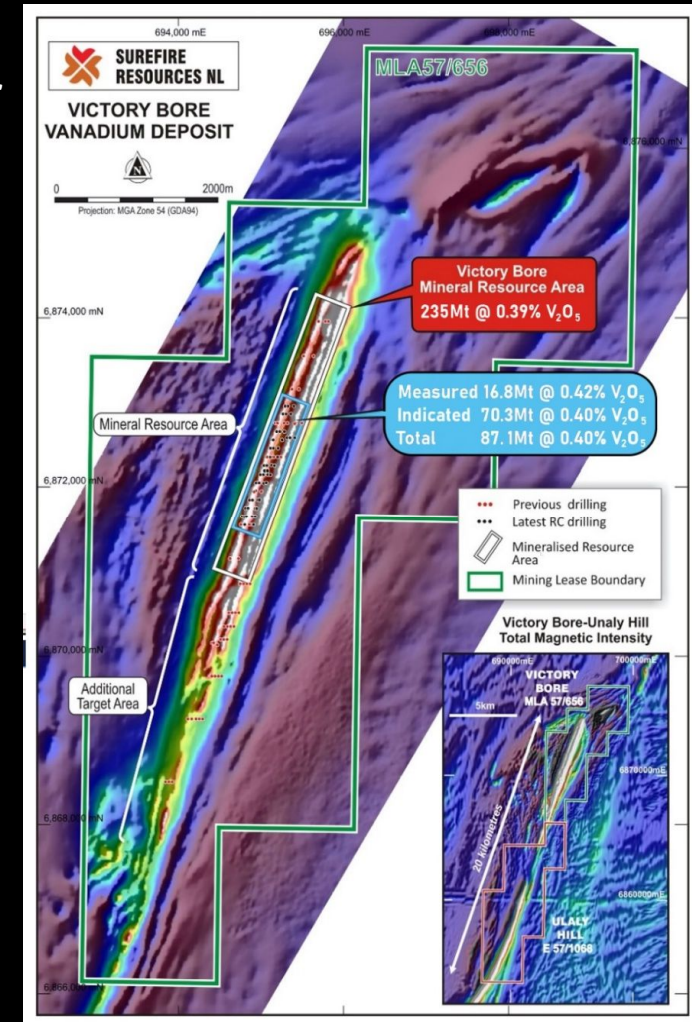 694,000 mE
696,000 mE
698,000 mE
SUREFIRE
RESOURCES NL
VICTORY BORE
VANADIUM DEPOSIT
N
0 2000m
Projection: MGA Zone 54 (GDA94)
MLA57/656
6,876,000 mN
6,874,000 mN
Victory Bore
Mineral Resource Area
235Mt @ 0.39% V2O5
Measured 16.8Mt @ 0.42% V2O5
Indicated 70.3Mt @ 0.40% V2O5
Total 87.1Mt @ 0.40% V2O5
Mineral Resource Area
6,872,000 mN
Previous drilling
Latest RC drilling
Mineralised Resource
Area
Mining Lease Boundary
6,870,000 mN
Additional
Target Area
6,868,000 mN
6,866,000 mN
Victory Bore-Unaly Hill
Total Magnetic Intensity
690000mE
700000mE
VICTORY
BORE
MLA 57/656
5km
6870000mE
20 kilometres
6860000mE
ULALY
HILL
E 57/1068